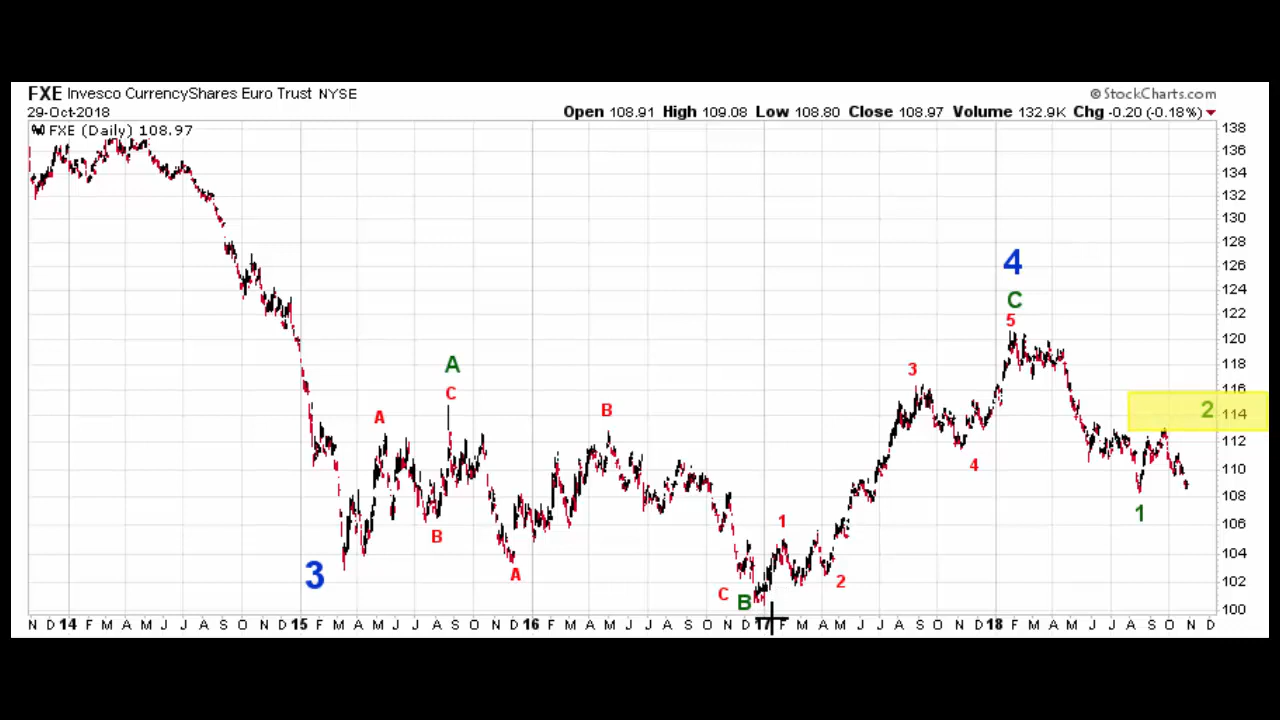 FXE Invesco CurrencyShares Euro Trust NYSE
© StockCharts.com
29-Oct-2018
Open 108.91 High 109.08 Low 108.80 Close 108.97 Volume 132.9K Chg -0.20 (-0.18%)
FXE (Daily) 108.97
138
136
134
132
130
128
4
126
C
124
5
122
120
A
3
118
C
116
A
B
2
114
112
4
110
108
B
1
1
106
3
A
2
104
C
B
102
100
N D 14 F M A M J J A S O N D 15 F M A M J J A S O N D 16 F M A M J J A S O N D 17 F M A M J J A S O N D 18 F M A M J J A S O N D